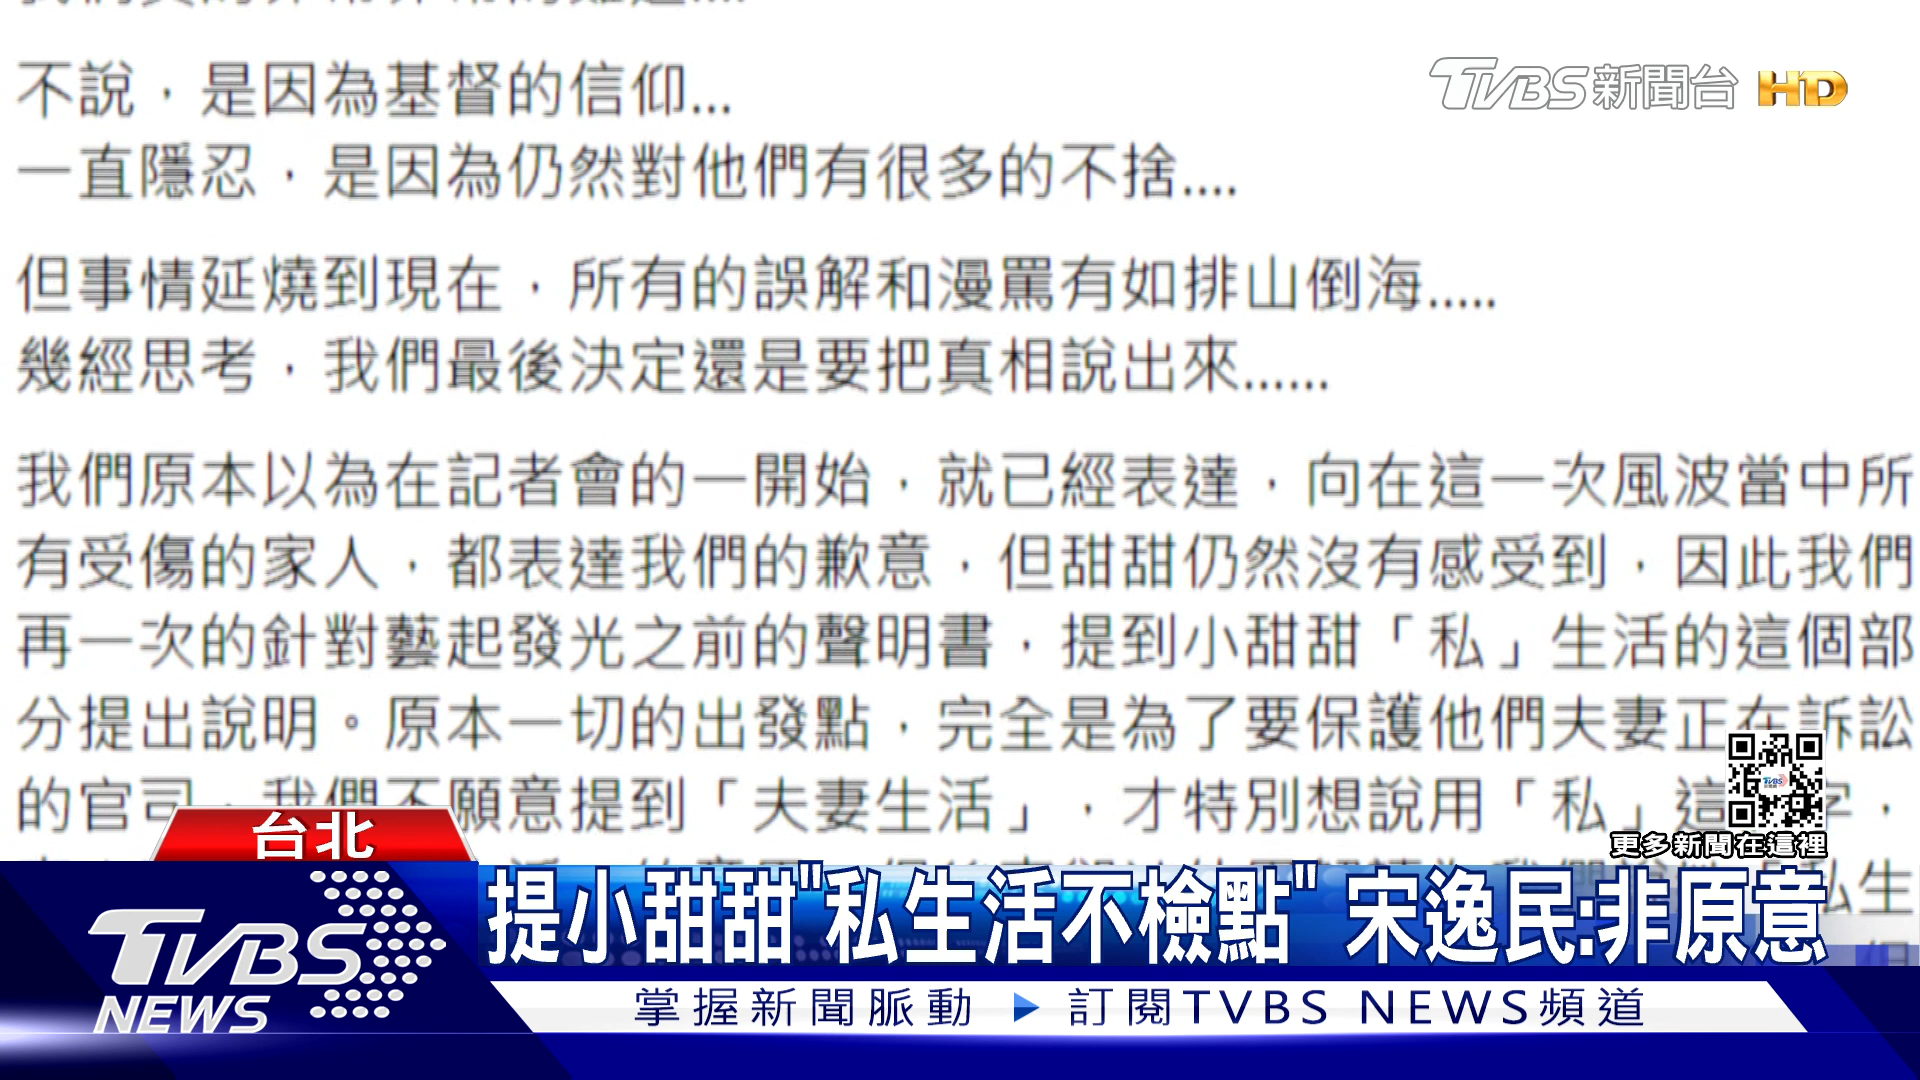 不說，是因為基督的信仰...
TVBS新聞台 HD
一直隱忍，是因為仍然對他們有很多的不捨....
但事情延燒到現在，所有的誤解和漫罵有如排山倒海.....
幾經思考，我們最後決定還是要把真相說出來......
我們原本以為在記者會的一開始，就已經表達，向在這一次風波當中所
有受傷的家人，都表達我們的歉意，但甜甜仍然沒有感受到，因此我們
再一次的針對藝起發光之前的聲明書，提到小甜甜「私」生活的這個部
分提出說明。原本一切的出發點，完全是為了要保護他們夫妻正在訴訟
的官司，我們不願意提到「夫妻生活」，才特別想說用「私」這字，
更多新聞在這裡
台北
提小甜甜"私生活不檢點" 宋逸民:非原意
TVBS NEWS
掌握新聞脈動 ▶ 訂閱TVBS NEWS頻道